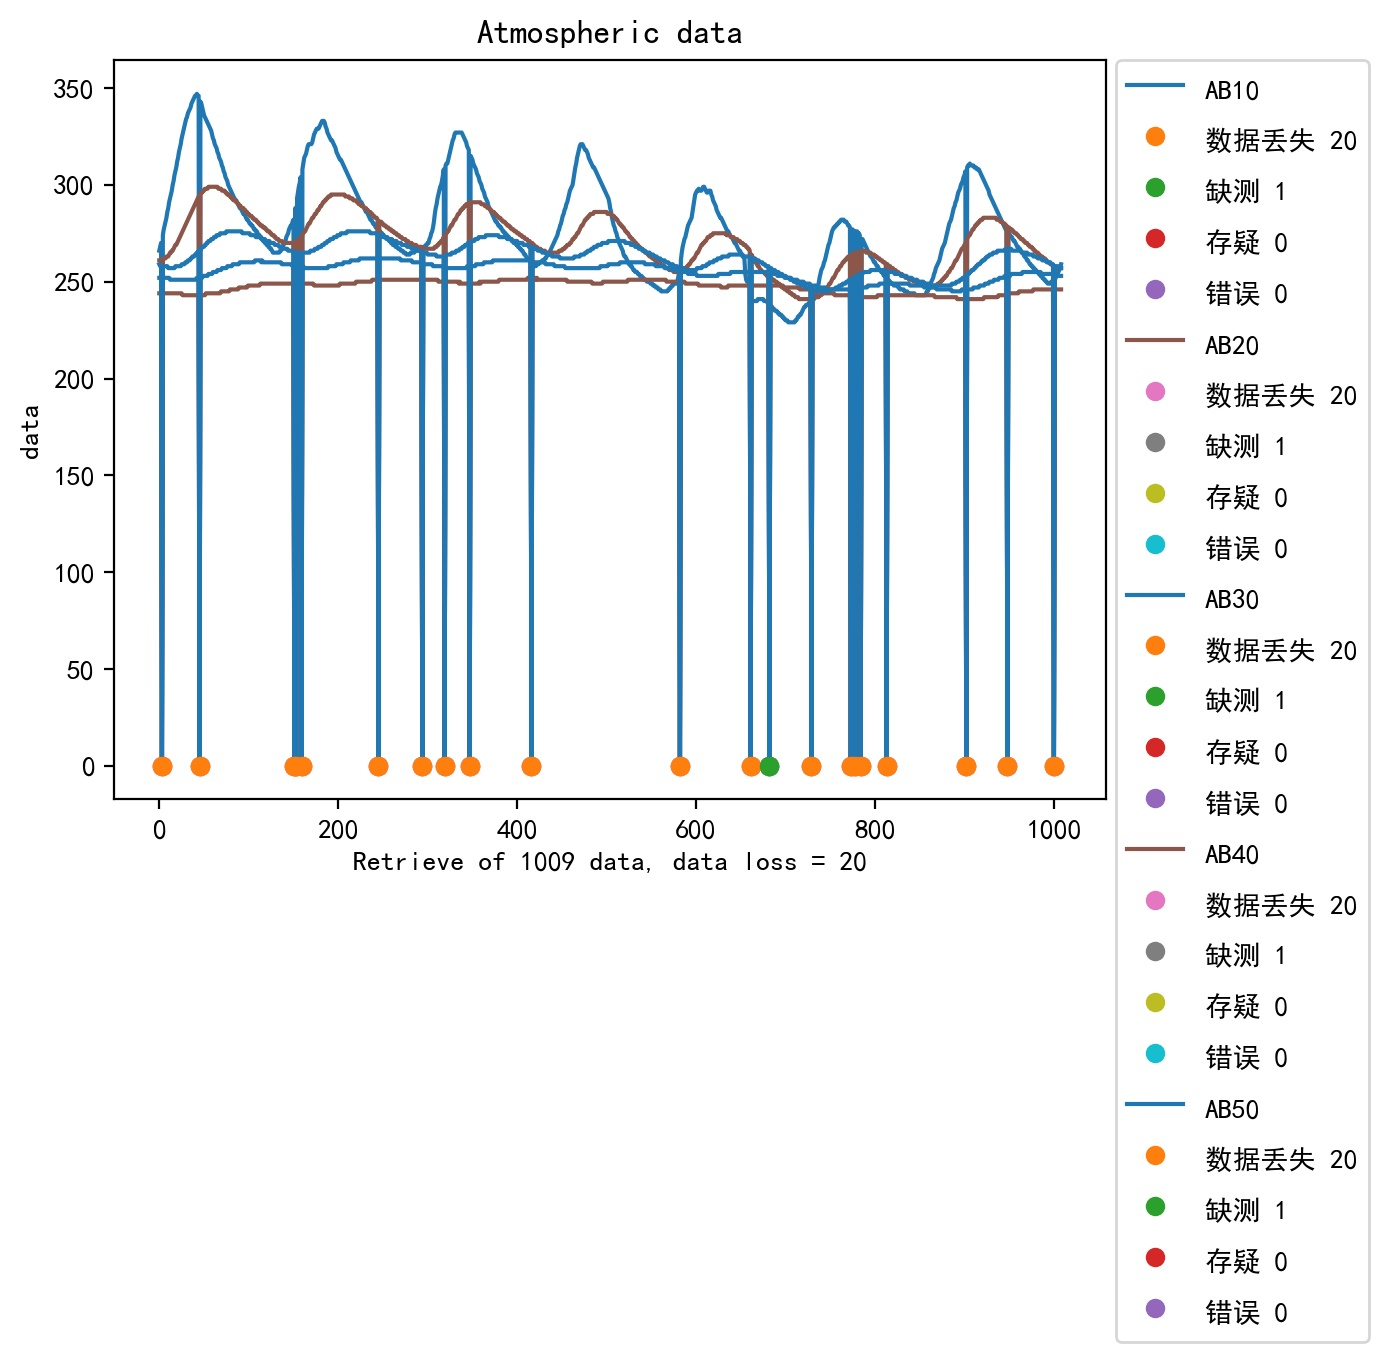 Atmospheric data
350
300
250
200
150
100
50
0
data
0 200 400 600 800 1000
Retrieve of 1009 data, data loss = 20
AB10
数据丢失 20
缺测 1
存疑 0
错误 0
AB20
数据丢失 20
缺测 1
存疑 0
错误 0
AB30
数据丢失 20
缺测 1
存疑 0
错误 0
AB40
数据丢失 20
缺测 1
存疑 0
错误 0
AB50
数据丢失 20
缺测 1
存疑 0
错误 0